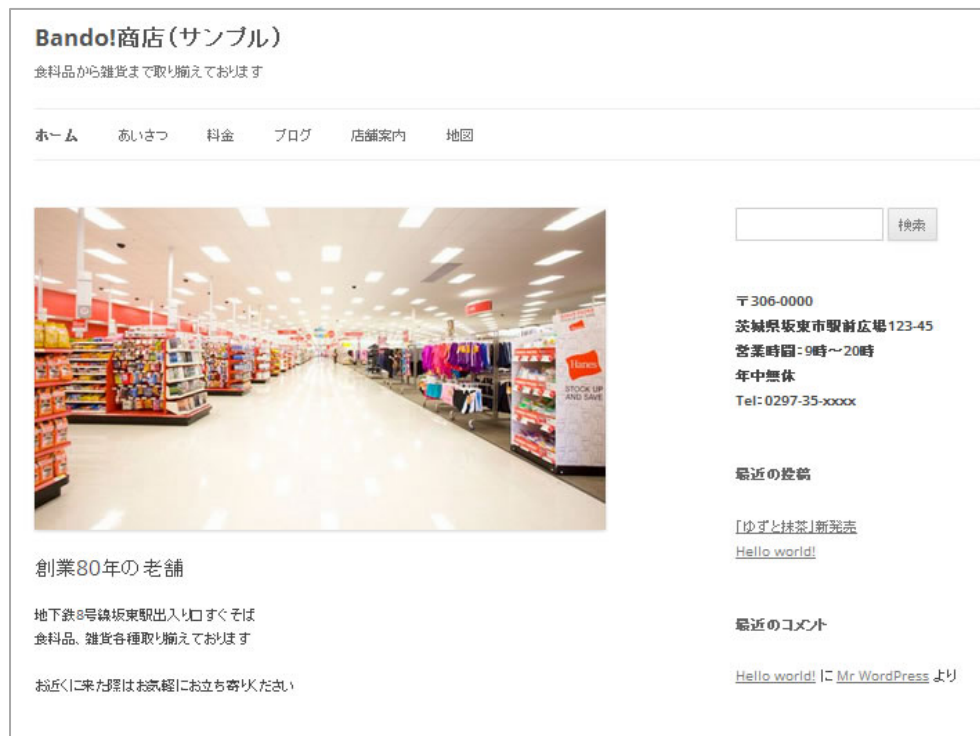 Bando!商店（サンプル）
食料品から雑貨まで取り揃えております
ホーム あいさつ 料金 ブログ 店舗案内 地図
Hanes
STOCK UP
AND SAVE
創業80年の老舗
地下鉄8号線坂東駅出入り口すぐそば
食料品、雑貨各種取り揃えております
お近くに来た際はお気軽にお立ち寄りください
検索
〒306-0000
茨城県坂東市駅前広場123-45
営業時間：9時～20時
年中無休
Tel：0297-35-xxxx
最近の投稿
「ゆずと抹茶」新発売
Hello world!
最近のコメント
Hello world! に Mr WordPress より